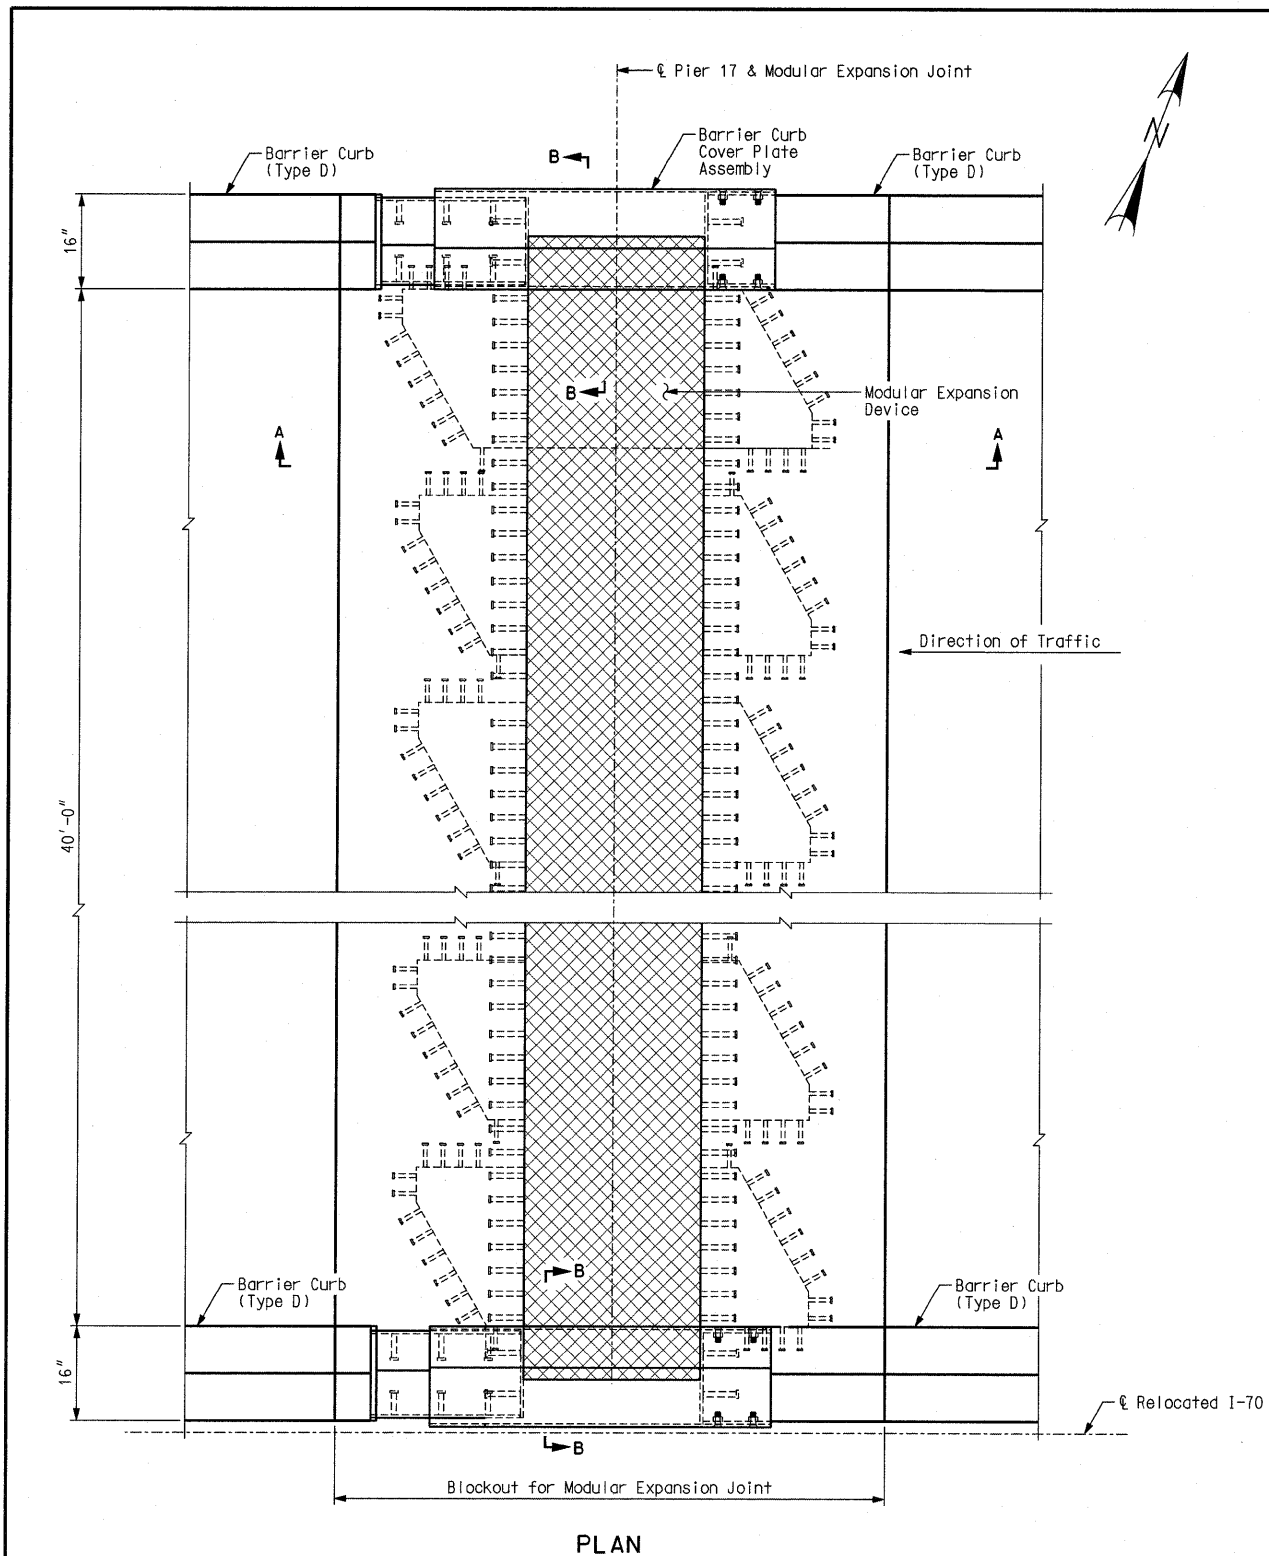 ℄ Pier 17 & Modular Expansion Joint
N
Barrier Curb
(Type D)
B
Barrier Curb
Cover Plate
Assembly
Barrier Curb
(Type D)
16"
B
Modular Expansion
Device
A
A
Direction of Traffic
40'-0"
B
Barrier Curb
(Type D)
Barrier Curb
(Type D)
16"
℄ Relocated I-70
B
Blockout for Modular Expansion Joint
PLAN